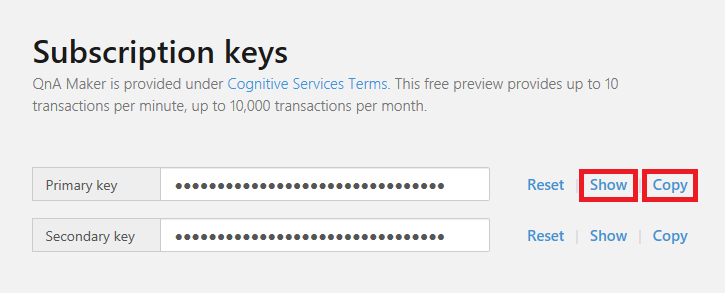 Subscription keys
QnA Maker is provided under Cognitive Services Terms. This free preview provides up to 10
transactions per minute, up to 10,000 transactions per month.
Primary key ●●●●●●●●●●●●●●●●●●●●●●●●●●●●●●●● Reset | Show | Copy
Secondary key ●●●●●●●●●●●●●●●●●●●●●●●●●●●●●●●● Reset | Show | Copy